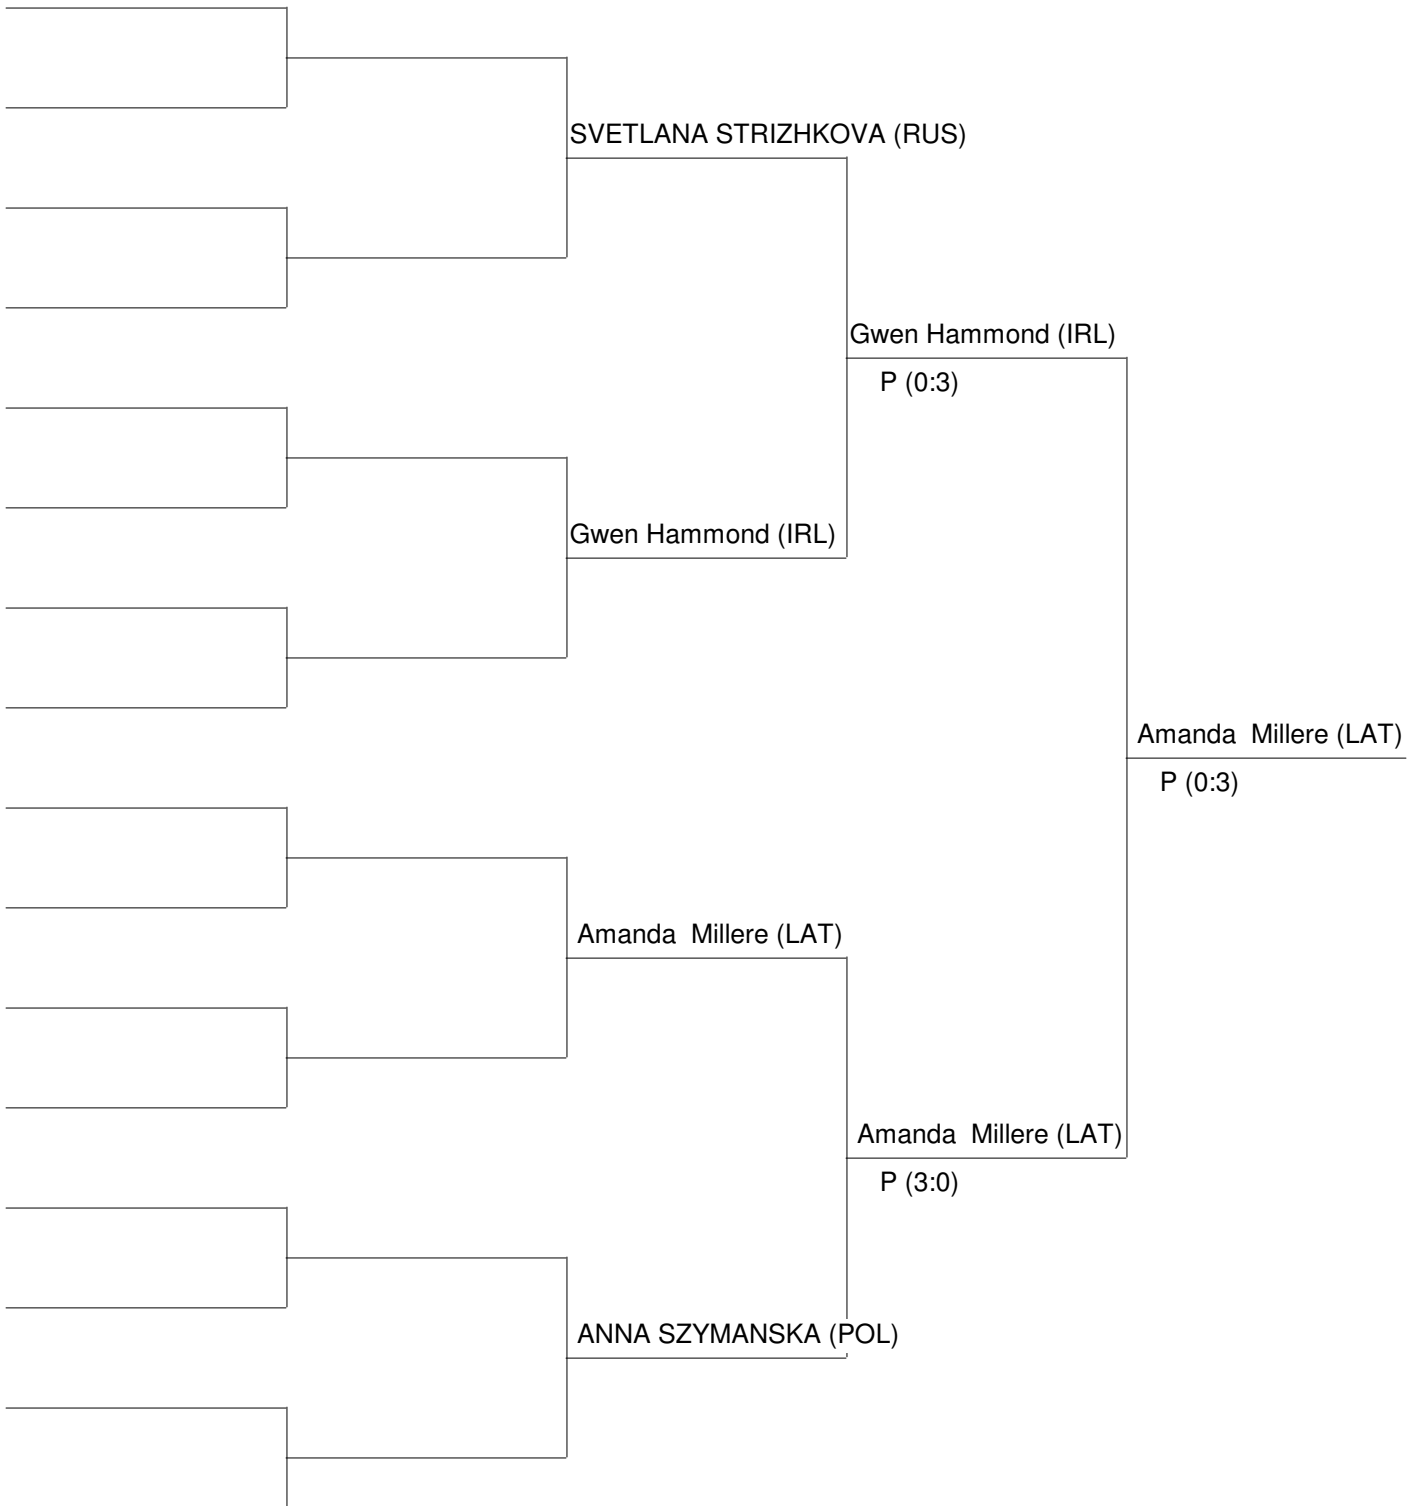 SVETLANA STRIZHKOVA (RUS)
Gwen Hammond (IRL)
P (0:3)
Gwen Hammond (IRL)
Amanda  Millere (LAT)
P (0:3)
Amanda  Millere (LAT)
Amanda  Millere (LAT)
P (3:0)
ANNA SZYMANSKA (POL)